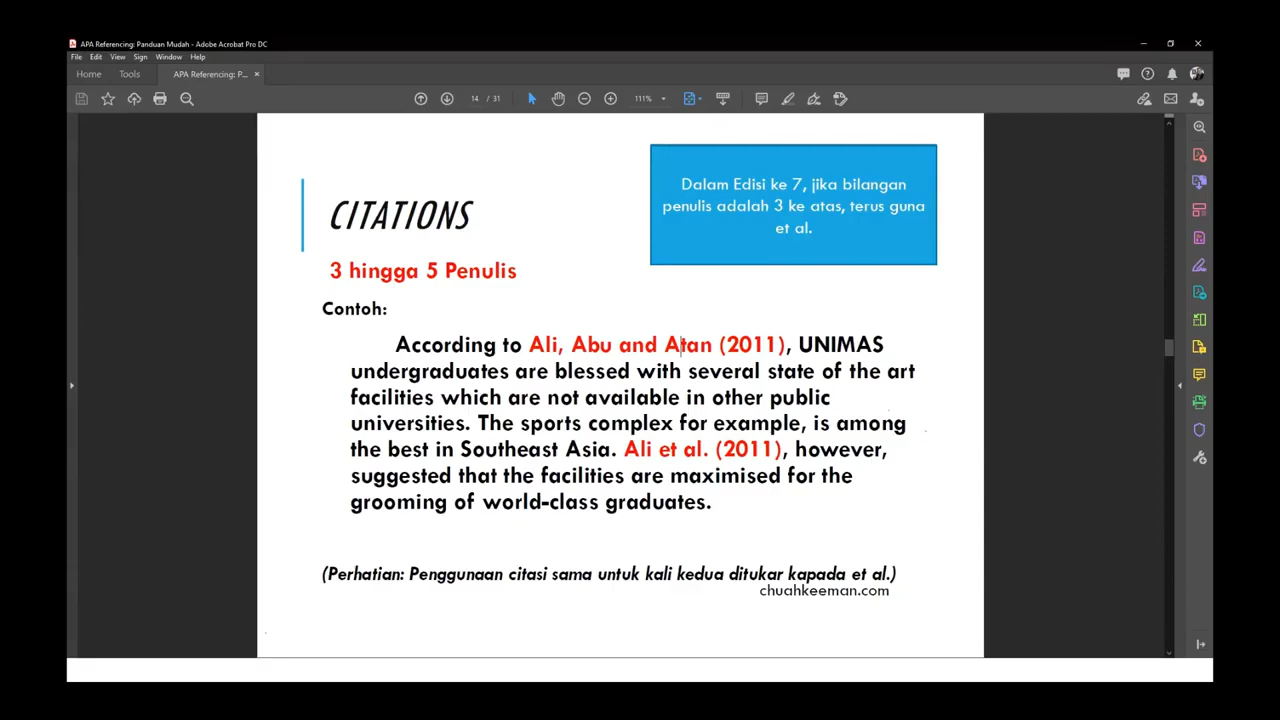 APA Referencing: Panduan Mudah - Adobe Acrobat Pro DC
File Edit View Sign Window Help
Home Tools APA Referencing: P... ×
14 / 31 111%
Dalam Edisi ke 7, jika bilangan
penulis adalah 3 ke atas, terus guna
et al.
CITATIONS
3 hingga 5 Penulis
Contoh:
According to Ali, Abu and Atan (2011), UNIMAS
undergraduates are blessed with several state of the art
facilities which are not available in other public
universities. The sports complex for example, is among
the best in Southeast Asia. Ali et al. (2011), however,
suggested that the facilities are maximised for the
grooming of world-class graduates.
(Perhatian: Penggunaan citasi sama untuk kali kedua ditukar kapada et al.)
chuahkeeman.com